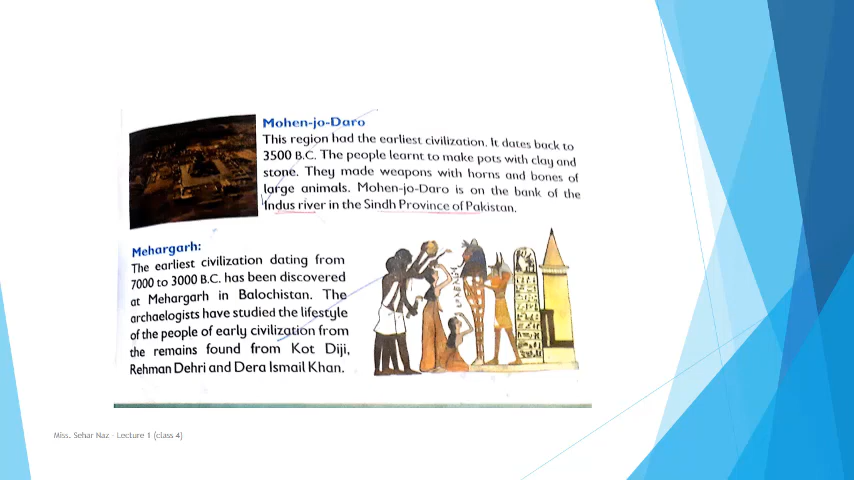 Mohen-jo-Daro
This region had the earliest civilization. It dates back to
3500 B.C. The people learnt to make pots with clay and
stone. They made weapons with horns and bones of
large animals. Mohen-jo-Daro is on the bank of the
Indus river in the Sindh Province of Pakistan.
Mehargarh:
The earliest civilization dating from
7000 to 3000 B.C. has been discovered
at Mehargarh in Balochistan. The
archaelogists have studied the lifestyle
of the people of early civilization from
the remains found from Kot Diji,
Rehman Dehri and Dera Ismail Khan.
Miss. Sehar Naz - Lecture 1 (class 4)